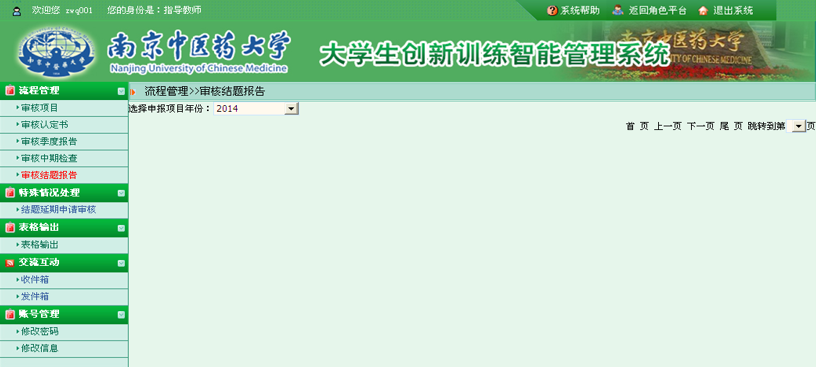 欢迎您 zwq001 您的身份是：指导教师
系统帮助 返回角色平台 退出系统
南京中医药大学
Nanjing University of Chinese Medicine
大学生创新训练智能管理系统
流程管理
流程管理>>审核结题报告
审核项目
选择申报项目年份： 2014
审核认定书
首 页 上一页 下一页 尾 页 跳转到第 页
审核季度报告
审核中期检查
审核结题报告
特殊情况处理
结题延期申请审核
表格输出
表格输出
交流互动
收件箱
发件箱
账号管理
修改密码
修改信息